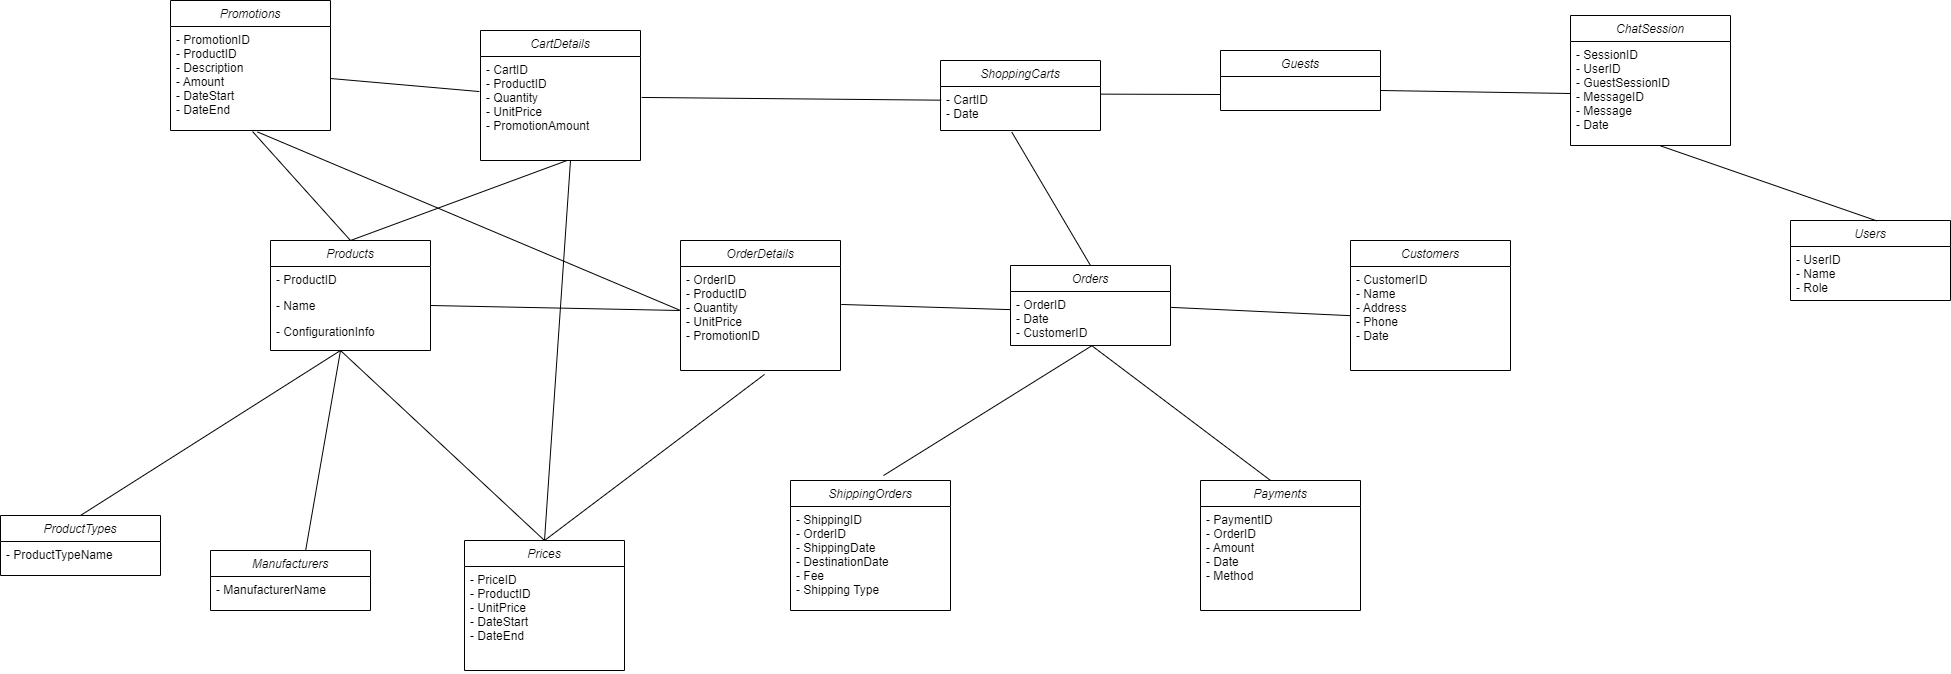 Promotions
- PromotionID
- ProductID
- Description
- Amount
- DateStart
- DateEnd
CartDetails
- CartID
- ProductID
- Quantity
- UnitPrice
- PromotionAmount
ShoppingCarts
- CartID
- Date
Guests
ChatSession
- SessionID
- UserID
- GuestSessionID
- MessageID
- Message
- Date
Products
- ProductID
- Name
- ConfigurationInfo
OrderDetails
- OrderID
- ProductID
- Quantity
- UnitPrice
- PromotionID
Orders
- OrderID
- Date
- CustomerID
Customers
- CustomerID
- Name
- Address
- Phone
- Date
Users
- UserID
- Name
- Role
ProductTypes
- ProductTypeName
Manufacturers
- ManufacturerName
Prices
- PriceID
- ProductID
- UnitPrice
- DateStart
- DateEnd
ShippingOrders
- ShippingID
- OrderID
- ShippingDate
- DestinationDate
- Fee
- Shipping Type
Payments
- PaymentID
- OrderID
- Amount
- Date
- Method